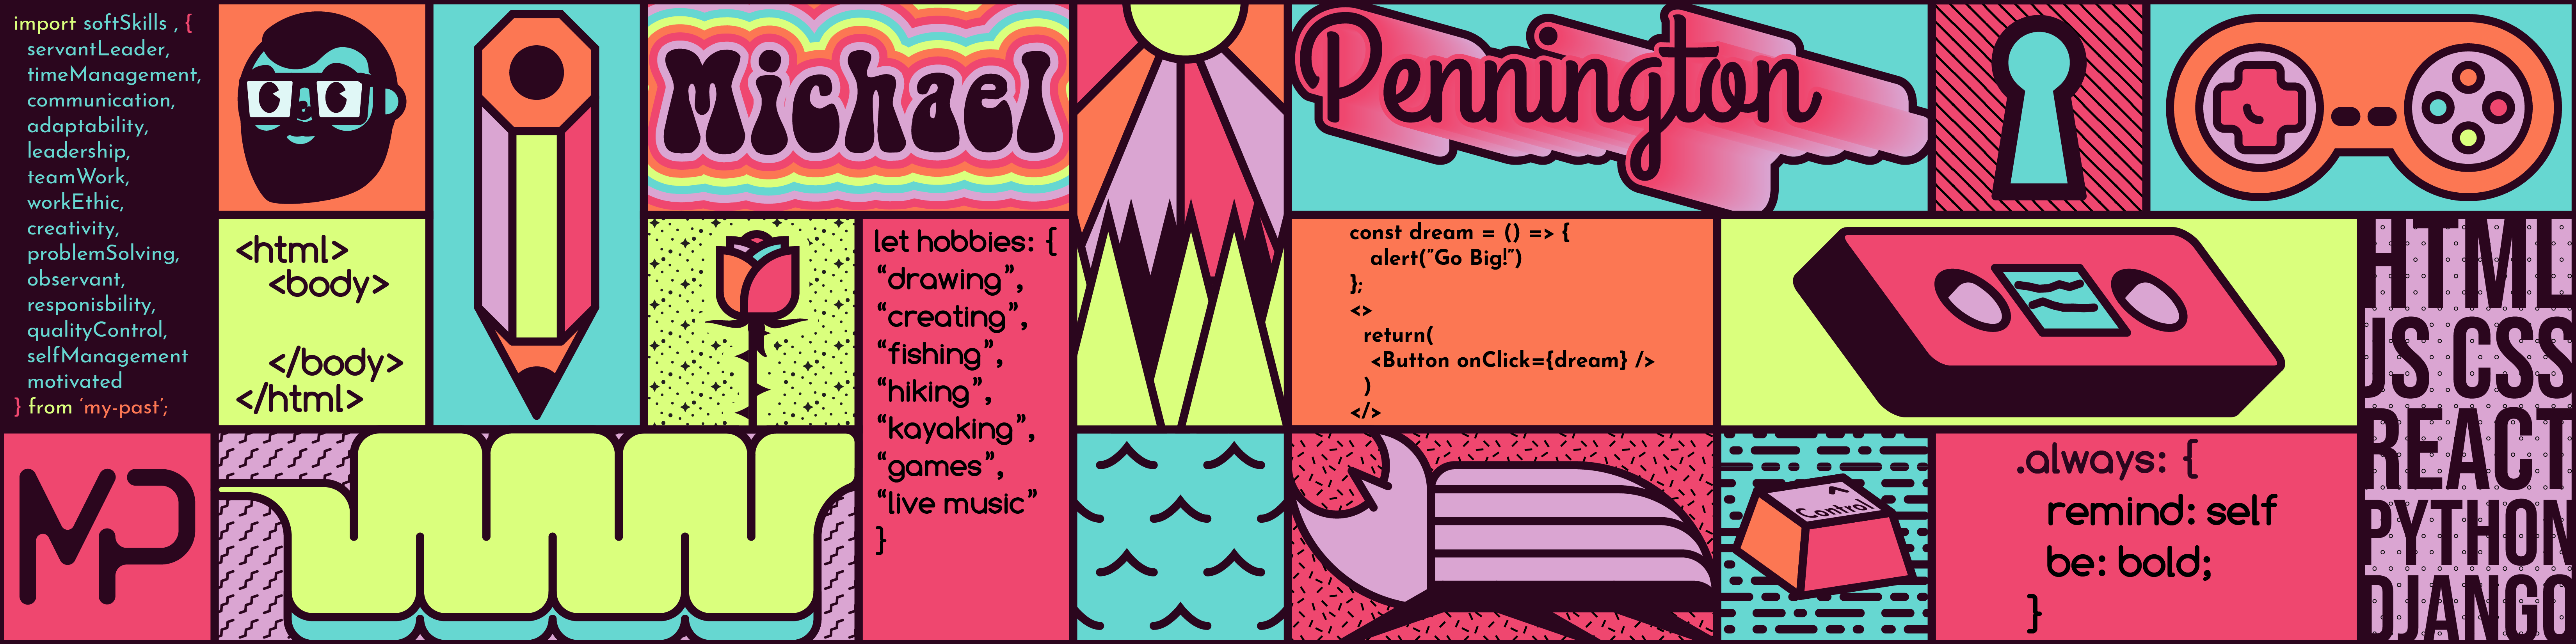 import softSkills , {
servantLeader,
timeManagement,
communication,
adaptability,
leadership,
teamWork,
workEthic,
creativity,
problemSolving,
observant,
responisbility,
qualityControl,
selfManagement
motivated
} from ‘my-past’;
MP
<html>
<body>
</body>
</html>
Michael
let hobbies: {
“drawing”,
“creating”,
“fishing”,
“hiking”,
“kayaking”,
“games”,
“live music”
}
Pennington
const dream = () => {
alert(“Go Big!”)
};
<>
return(
<Button onClick={dream} />
)
</>
^
Control
.always: {
remind: self
be: bold;
}
HTML
JS CSS
REACT
PYTHON
DJANGO